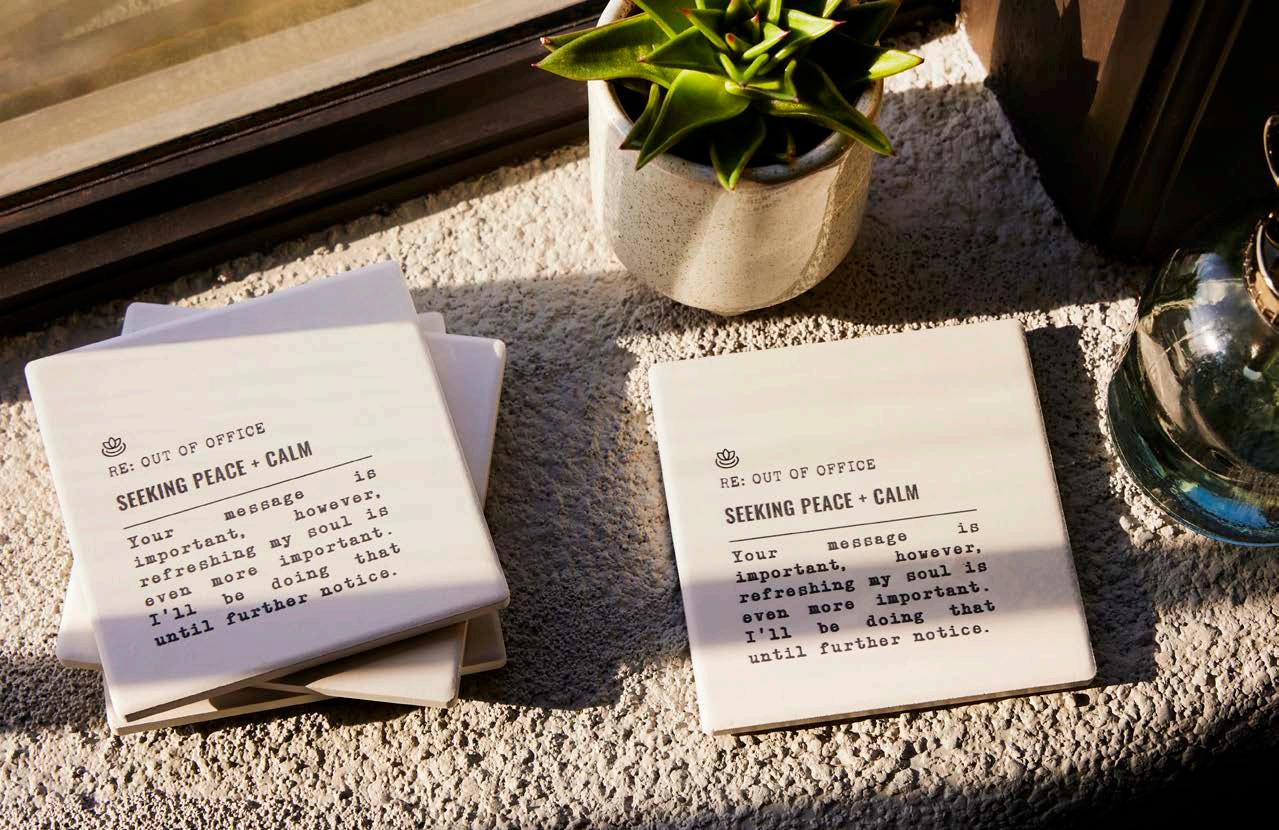 RE: OUT OF OFFICE
SEEKING PEACE + CALM
Your message is
important, however,
refreshing my soul is
even more important.
I'll be doing that
until further notice.
RE: OUT OF OFFICE
SEEKING PEACE + CALM
Your message is
important, however,
refreshing my soul is
even more important.
I'll be doing that
until further notice.